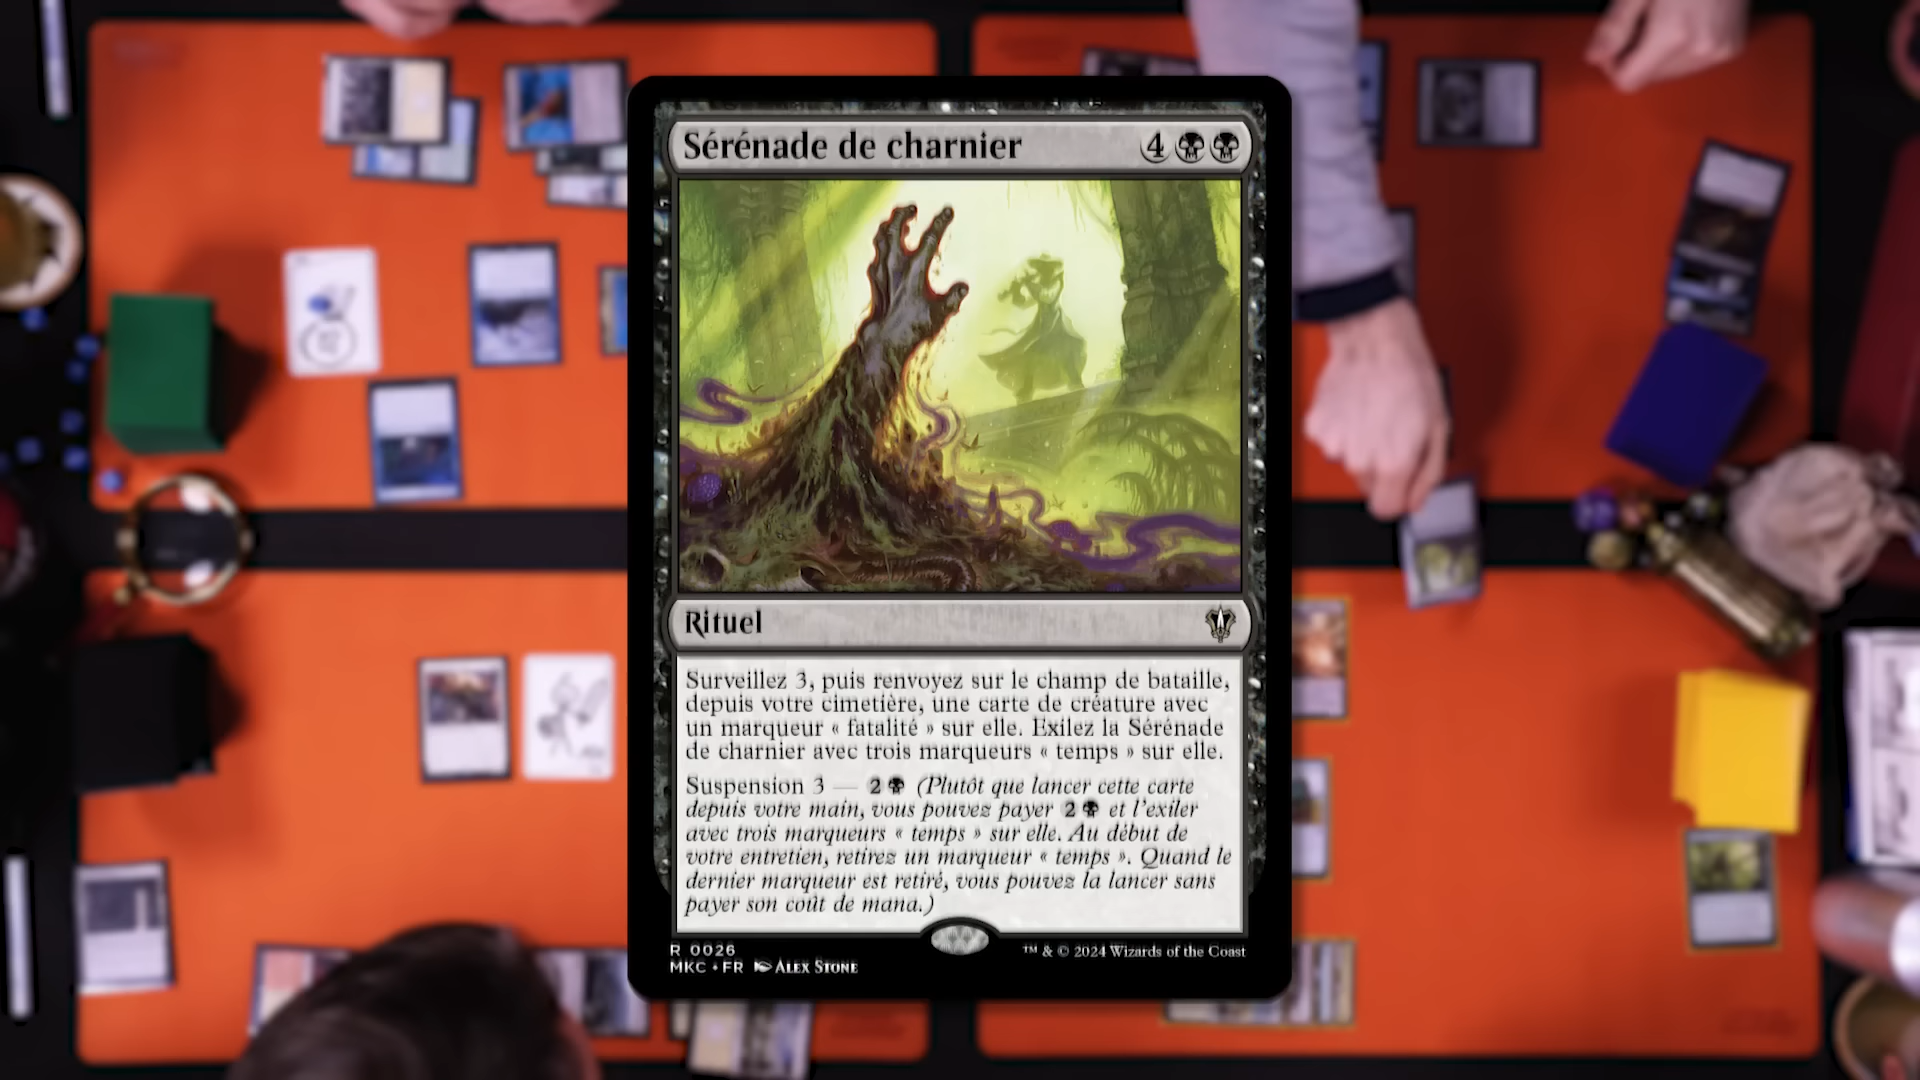 Sérénade de charnier
4
Rituel
Surveillez 3, puis renvoyez sur le champ de bataille,
depuis votre cimetière, une carte de créature avec
un marqueur « fatalité » sur elle. Exilez la Sérénade
de charnier avec trois marqueurs « temps » sur elle.
Suspension 3 — 2 (Plutôt que lancer cette carte
depuis votre main, vous pouvez payer 2 et l'exiler
avec trois marqueurs « temps » sur elle. Au début de
votre entretien, retirez un marqueur « temps ». Quand le
dernier marqueur est retiré, vous pouvez la lancer sans
payer son coût de mana.)
R 0026
MKC • FR ALEX STONE
™ & © 2024 Wizards of the Coast